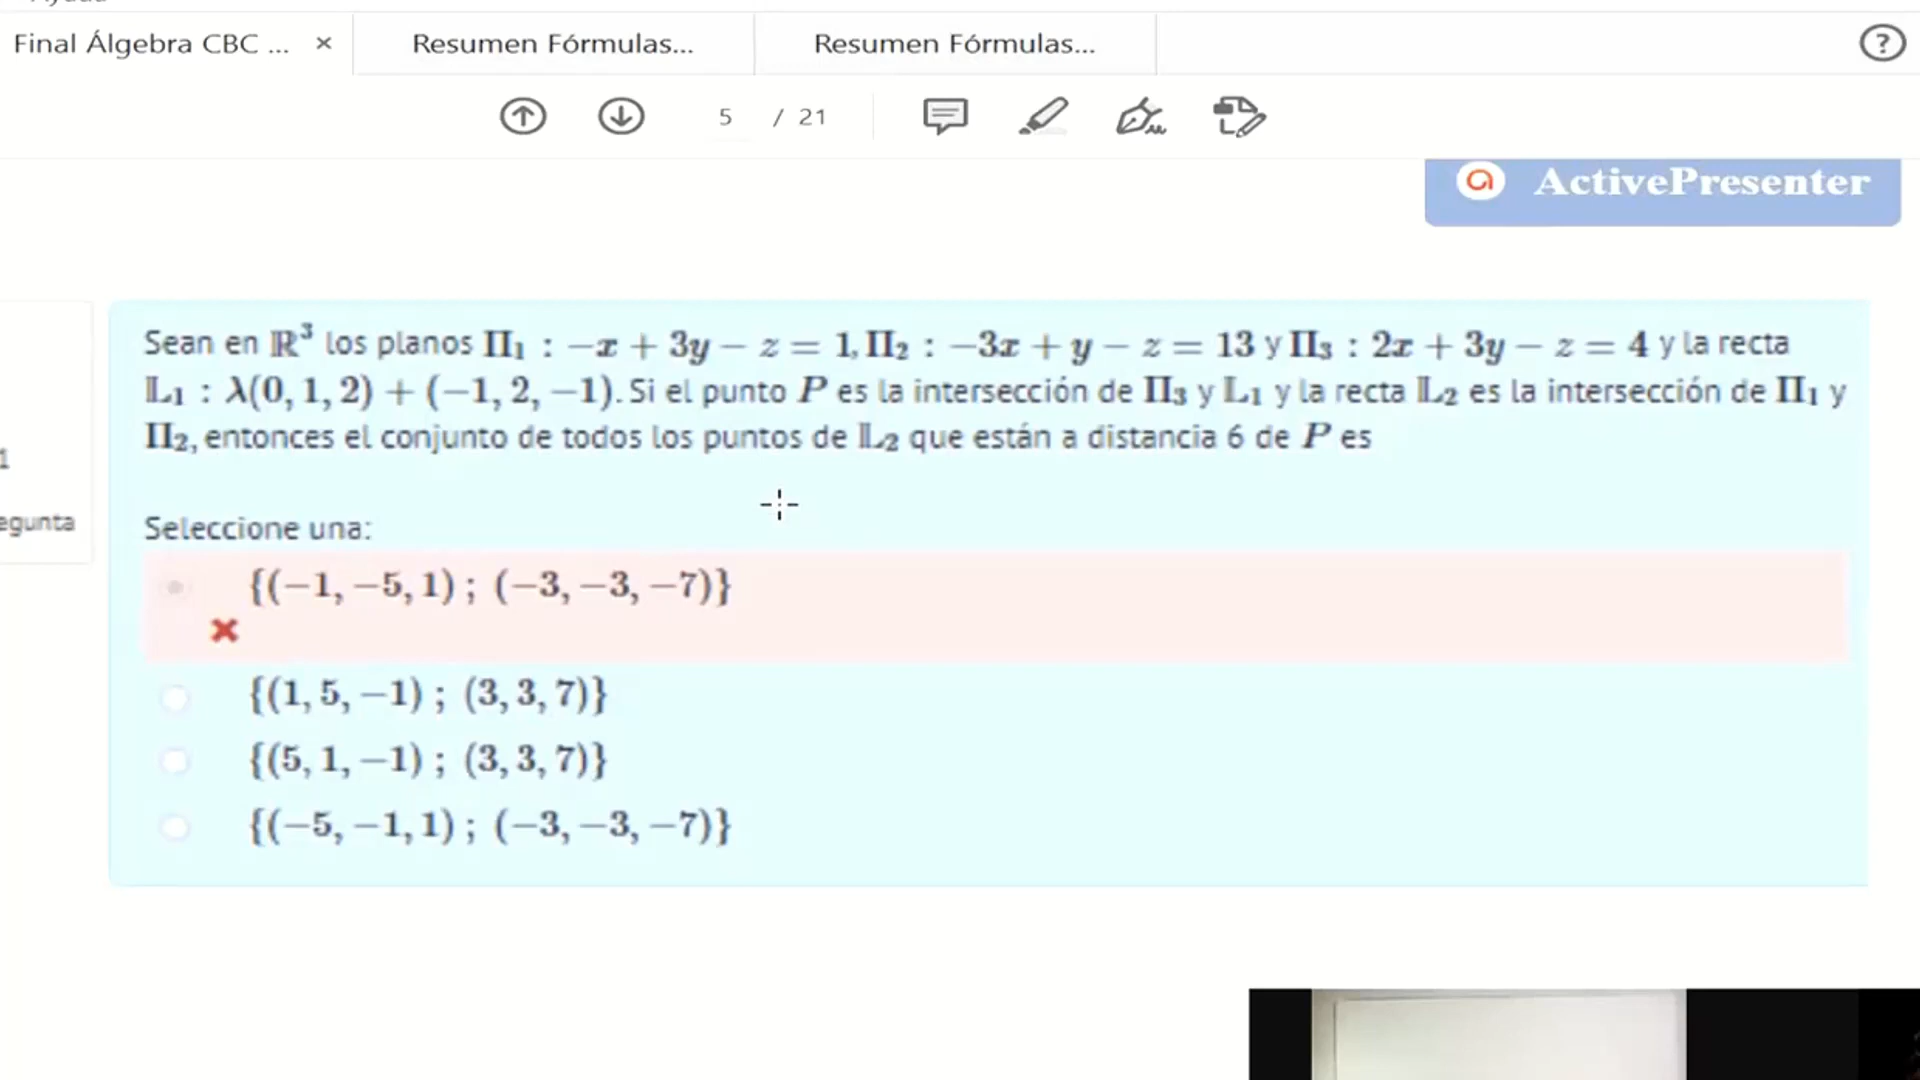 Final Álgebra CBC ... × Resumen Fórmulas... Resumen Fórmulas... ?
5 / 21
ActivePresenter
Sean en ℝ³ los planos Π₁ : −x + 3y − z = 1, Π₂ : −3x + y − z = 13 y Π₃ : 2x + 3y − z = 4 y la recta
𝕃₁ : λ(0, 1, 2) + (−1, 2, −1). Si el punto P es la intersección de Π₃ y 𝕃₁ y la recta 𝕃₂ es la intersección de Π₁ y
Π₂, entonces el conjunto de todos los puntos de 𝕃₂ que están a distancia 6 de P es
1
egunta
Seleccione una:
{(−1, −5, 1) ; (−3, −3, −7)}
{(1, 5, −1) ; (3, 3, 7)}
{(5, 1, −1) ; (3, 3, 7)}
{(−5, −1, 1) ; (−3, −3, −7)}